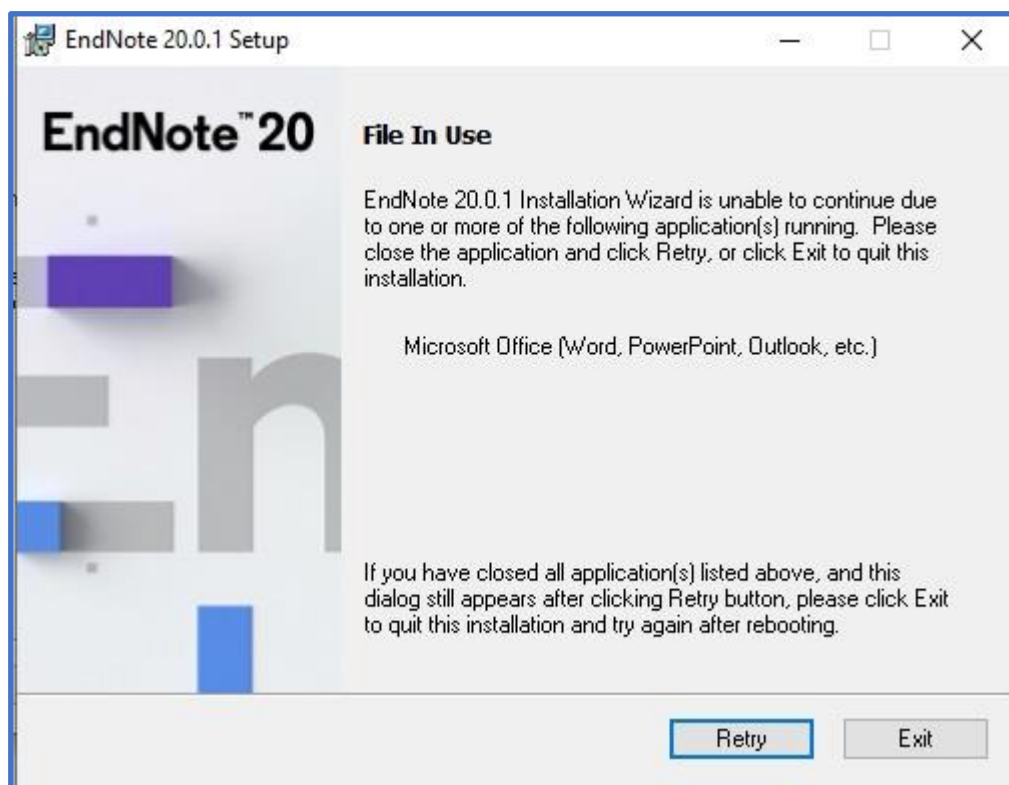 EndNote 20.0.1 Setup
EndNote™20
File In Use
EndNote 20.0.1 Installation Wizard is unable to continue due
to one or more of the following application(s) running. Please
close the application and click Retry, or click Exit to quit this
installation.
Microsoft Office (Word, PowerPoint, Outlook, etc.)
En
If you have closed all application(s) listed above, and this
dialog still appears after clicking Retry button, please click Exit
to quit this installation and try again after rebooting.
Retry
Exit